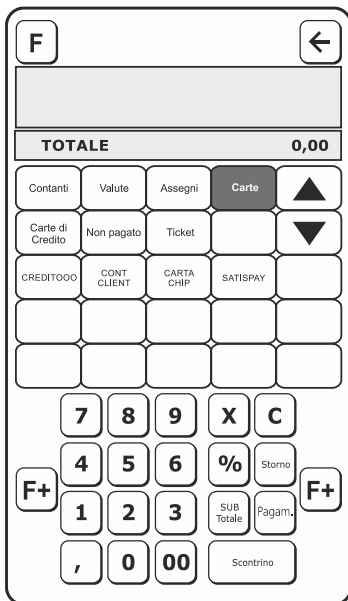 F ←
TOTALE 0,00
Contanti Valute Assegni Carte
Carte di
Credito Non pagato Ticket
CREDITOOO CONT
CLIENT CARTA
CHIP SATISPAY
7 8 9 X C
4 5 6 % Storno
F+ F+
1 2 3 SUB
Totale Pagam.
, 0 00 Scontrino